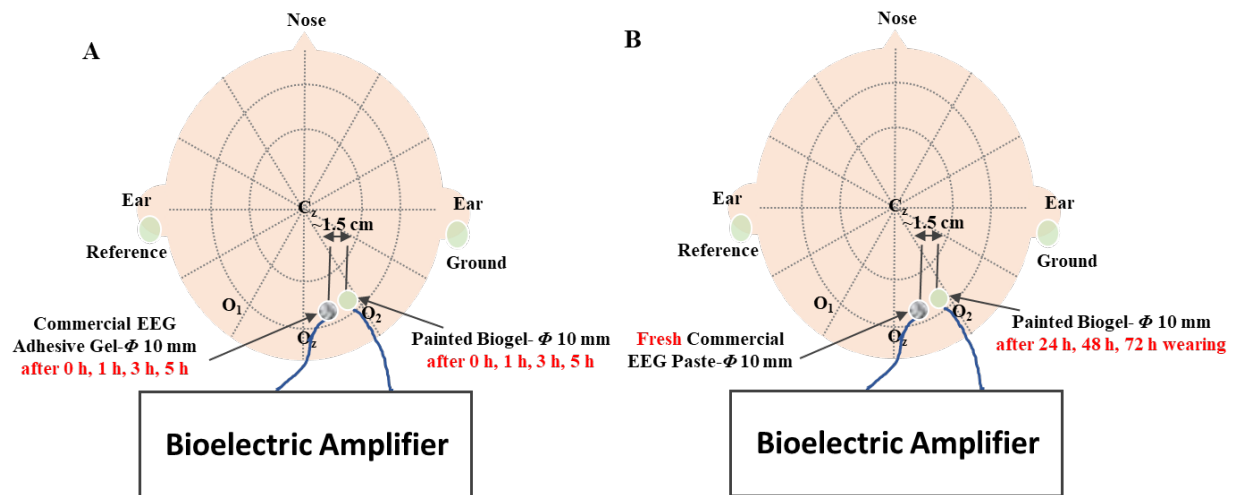 A
Nose
Ear
Ear
Cz
~1.5 cm
Reference
Ground
O1
O2
Oz
Commercial EEG
Adhesive Gel-Φ 10 mm
after 0 h, 1 h, 3 h, 5 h
Painted Biogel- Φ 10 mm
after 0 h, 1 h, 3 h, 5 h
Bioelectric Amplifier
B
Nose
Ear
Ear
Cz
~1.5 cm
Reference
Ground
O1
O2
Oz
Fresh Commercial
EEG Paste-Φ 10 mm
Painted Biogel- Φ 10 mm
after 24 h, 48 h, 72 h wearing
Bioelectric Amplifier